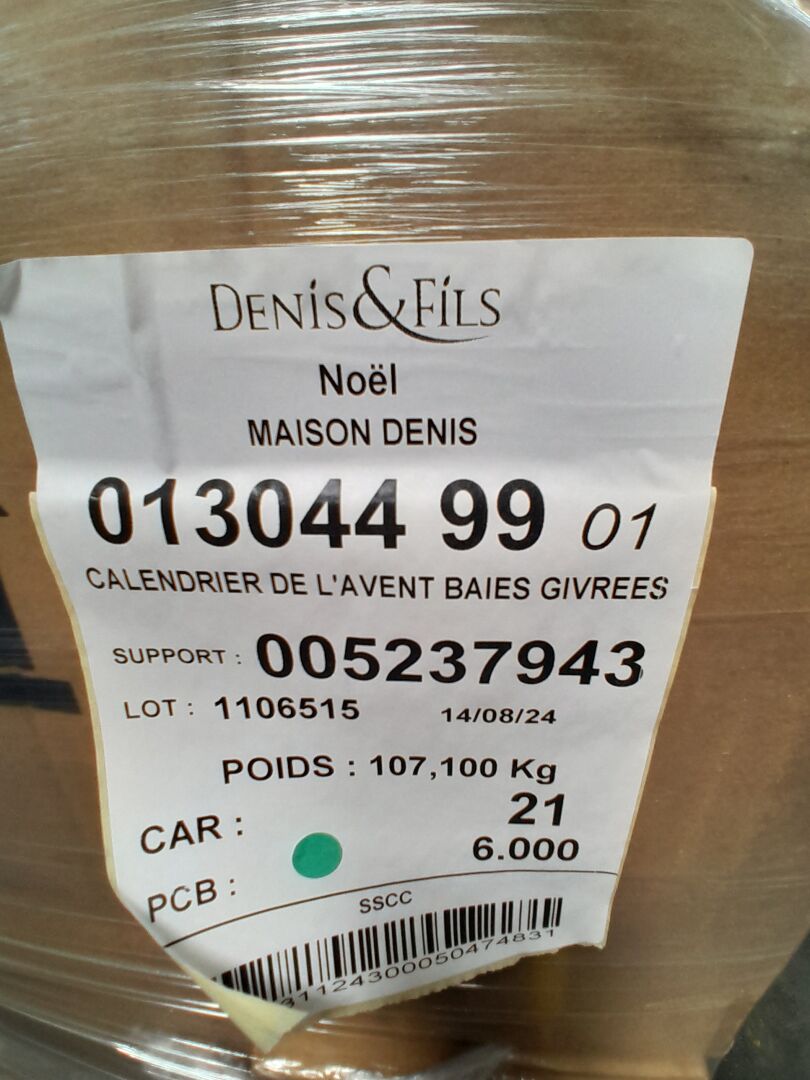 DENIS & FILS
Noël
MAISON DENIS
013044 99 01
CALENDRIER DE L'AVENT BAIES GIVREES
SUPPORT : 005237943
LOT : 1106515 14/08/24
POIDS : 107,100 Kg
CAR : 21
PCB : 6.000
SSCC
311243000050474831